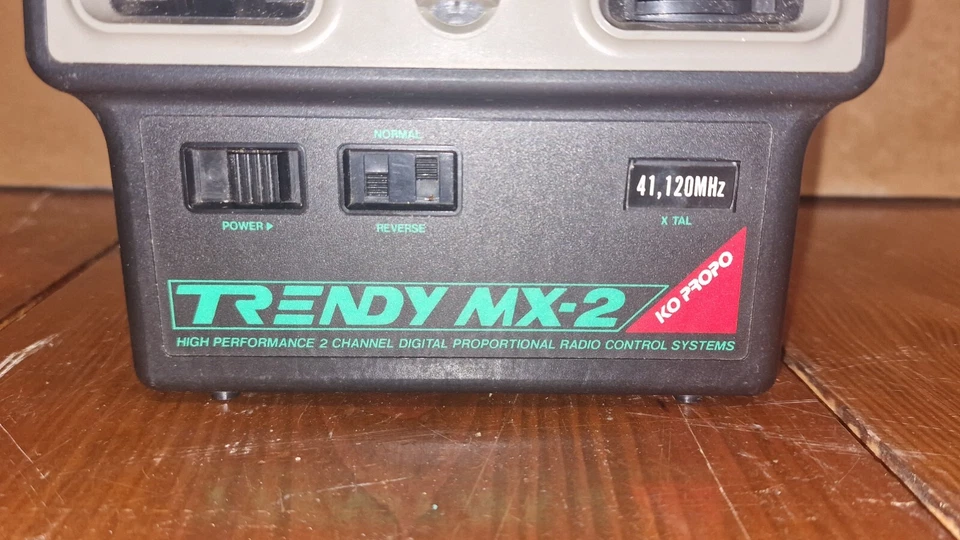 NORMAL
41,120MHz
POWER ▶
REVERSE
X TAL
KO PROPO
TRENDY MX-2
HIGH PERFORMANCE 2 CHANNEL DIGITAL PROPORTIONAL RADIO CONTROL SYSTEMS